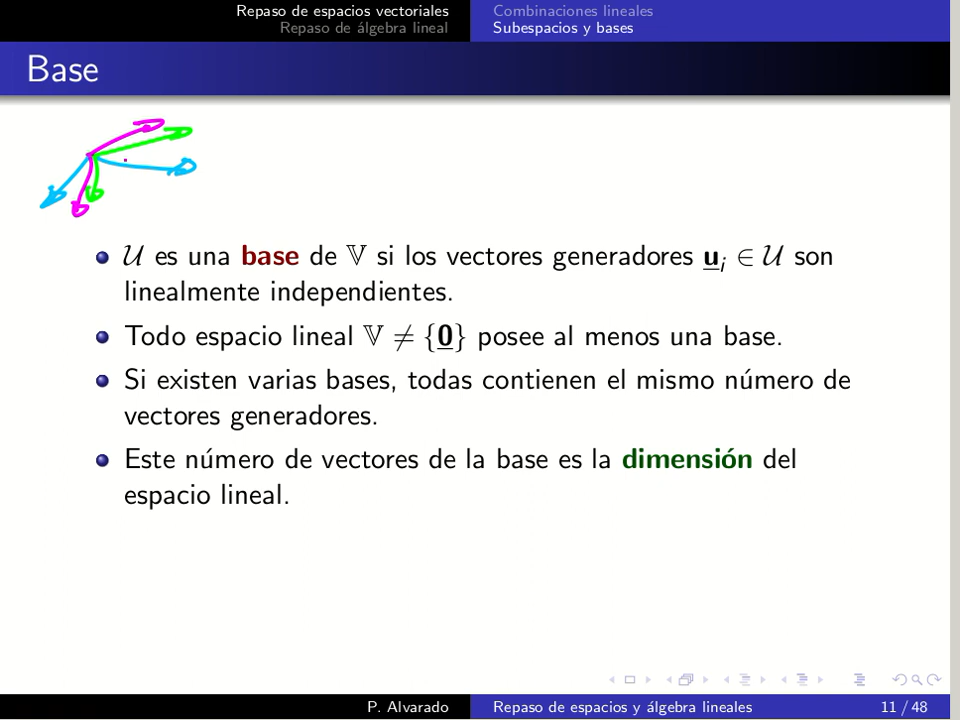 Repaso de espacios vectoriales
Repaso de álgebra lineal
Combinaciones lineales
Subespacios y bases
Base
𝒰 es una base de 𝕍 si los vectores generadores u̲ᵢ ∈ 𝒰 son
linealmente independientes.
Todo espacio lineal 𝕍 ≠ {0̲} posee al menos una base.
Si existen varias bases, todas contienen el mismo número de
vectores generadores.
Este número de vectores de la base es la dimensión del
espacio lineal.
P. Alvarado
Repaso de espacios y álgebra lineales
11 / 48